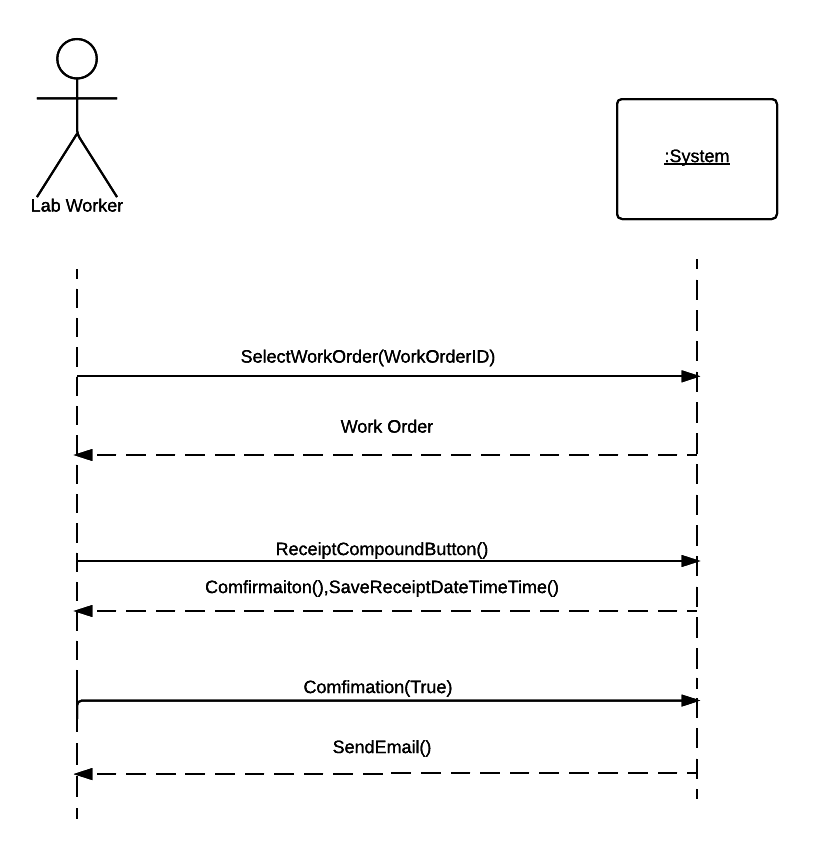 Lab Worker
:System
SelectWorkOrder(WorkOrderID)
Work Order
ReceiptCompoundButton()
Comfirmaiton(),SaveReceiptDateTimeTime()
Comfimation(True)
SendEmail()